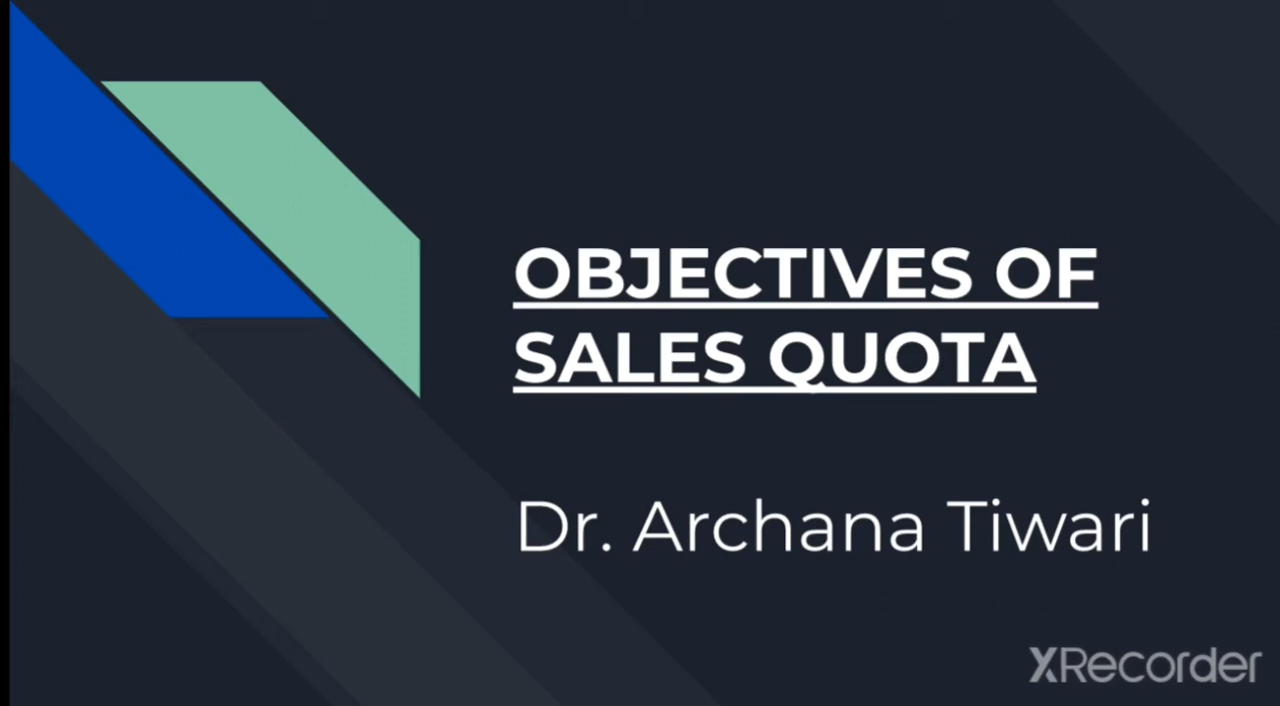 OBJECTIVES OF
SALES QUOTA
Dr. Archana Tiwari
XRecorder